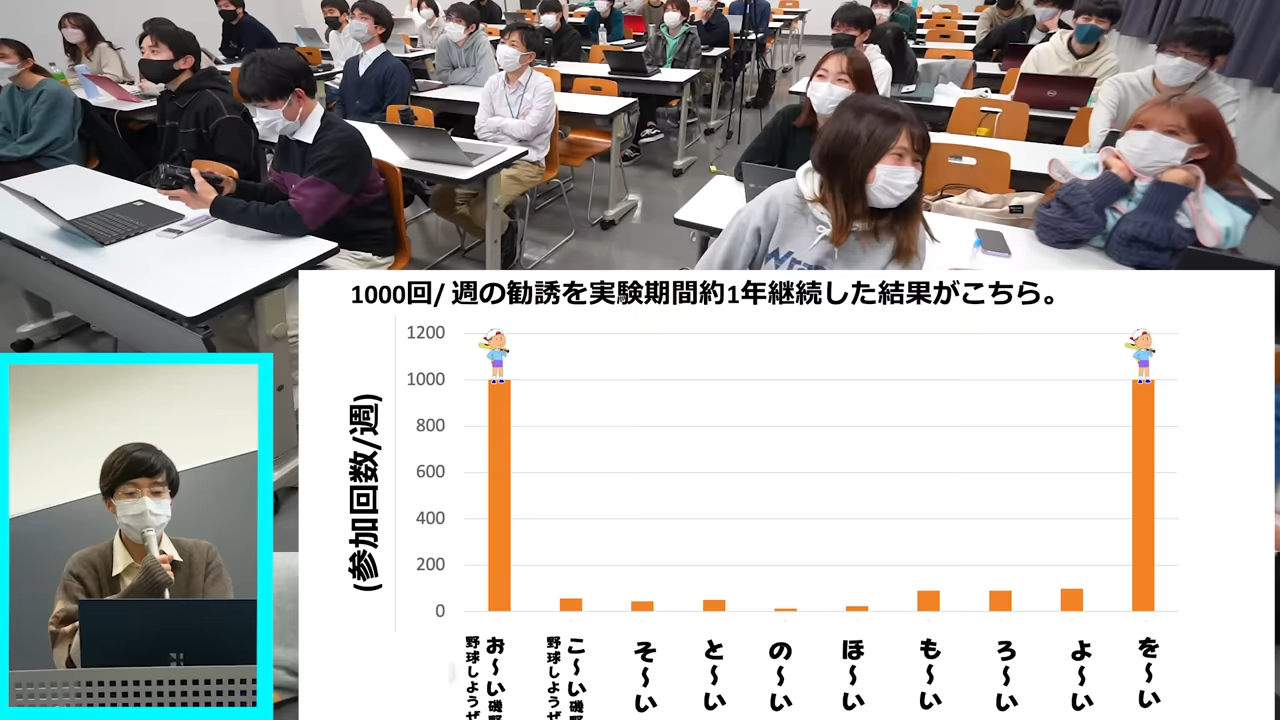 1000回/ 週の勧誘を実験期間約1年継続した結果がこちら。
(参加回数/週)
1200
1000
800
600
400
200
0
お〜い磯野
野球しようぜ
こ〜い磯野
野球しようぜ
そ〜い
と〜い
の〜い
ほ〜い
も〜い
ろ〜い
よ〜い
を〜い
DELL